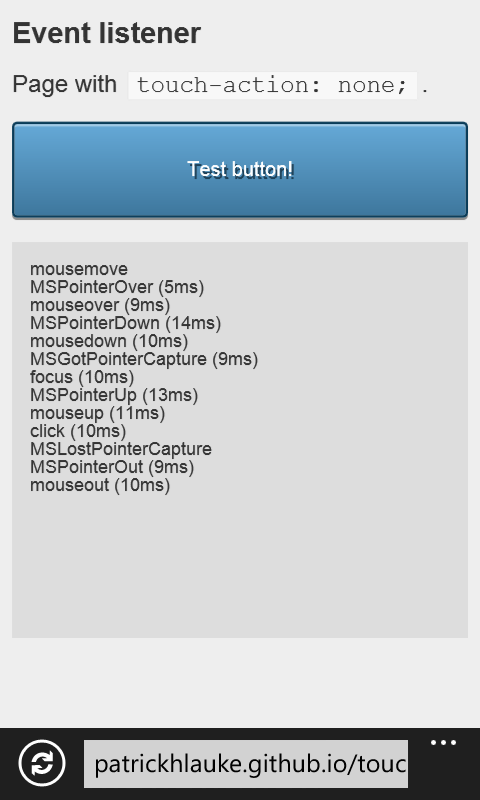 Event listener
Page with touch-action: none; .
Test button!
mousemove
MSPointerOver (5ms)
mouseover (9ms)
MSPointerDown (14ms)
mousedown (10ms)
MSGotPointerCapture (9ms)
focus (10ms)
MSPointerUp (13ms)
mouseup (11ms)
click (10ms)
MSLostPointerCapture
MSPointerOut (9ms)
mouseout (10ms)
patrickhlauke.github.io/touc